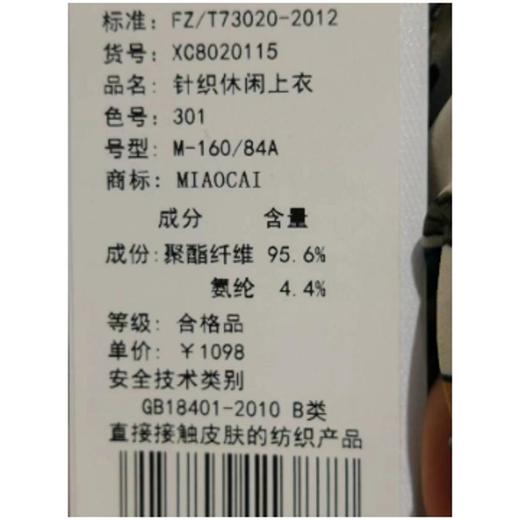 标准: FZ/T73020-2012
货号: XC8020115
品名: 针织休闲上衣
色号: 301
号型: M-160/84A
商标: MIAOCAI
成分 含量
成份: 聚酯纤维 95.6%
氨纶 4.4%
等级: 合格品
单价: ￥1098
安全技术类别
GB18401-2010 B类
直接接触皮肤的纺织产品